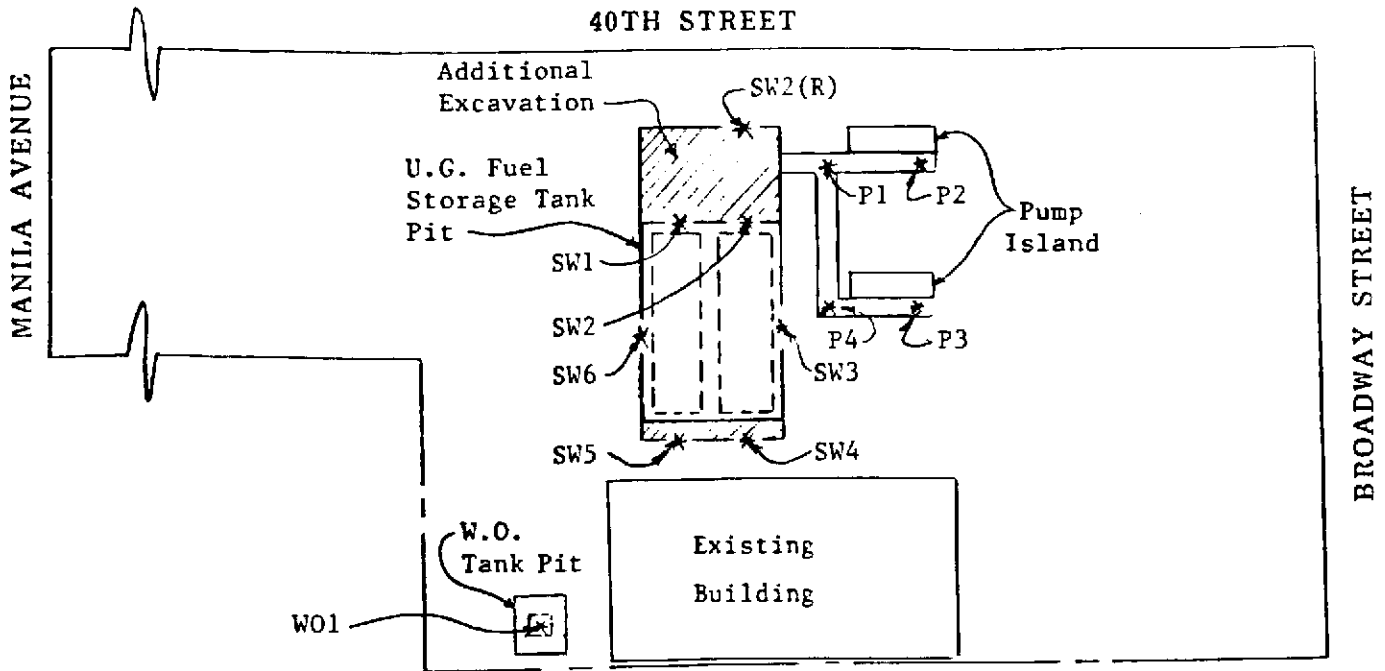 40TH STREET
MANILA AVENUE
Additional
Excavation
SW2(R)
U.G. Fuel
Storage Tank
Pit
P1
P2
Pump
Island
SW1
SW2
P4
P3
SW6
SW3
SW5
SW4
BROADWAY STREET
W.O.
Tank Pit
Existing
Building
WO1